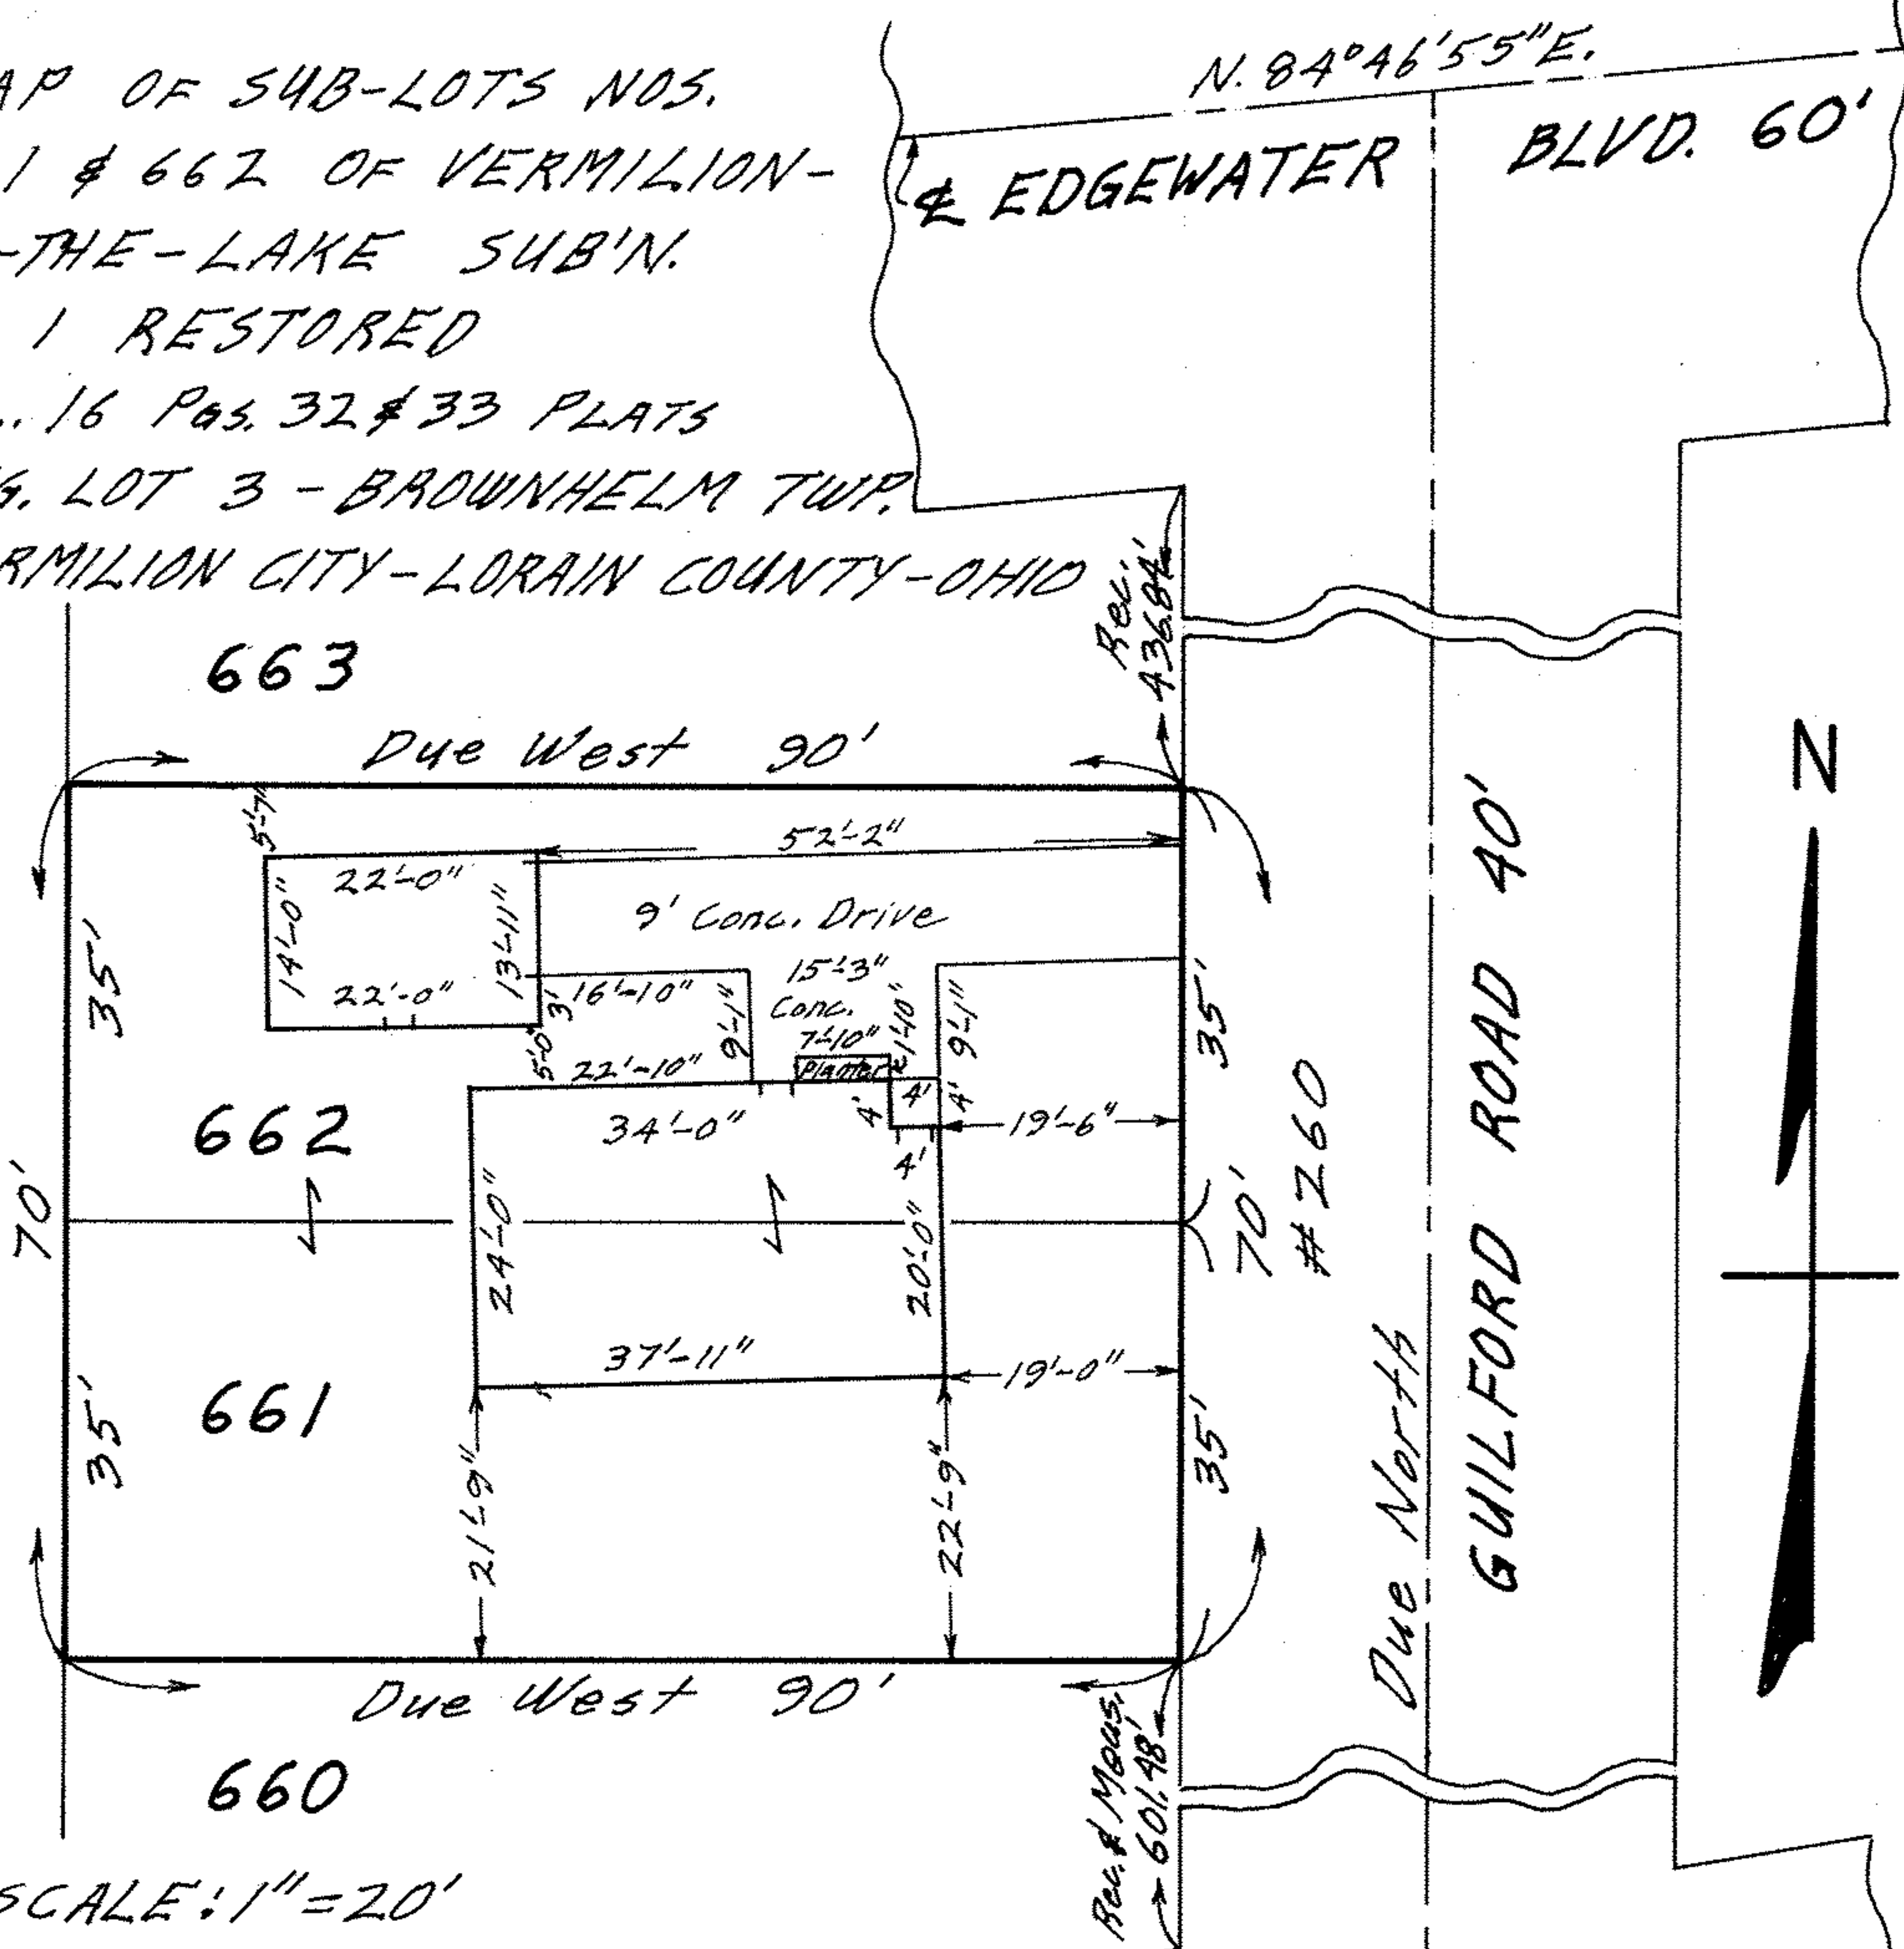 AP OF SUB-LOTS NOS.
1 & 662 OF VERMILION-
-THE-LAKE SUB'N.
1 RESTORED
. 16 PGS. 32 & 33 PLATS
G. LOT 3 - BROWNHELM TWP.
RMILION CITY - LORAIN COUNTY - OHIO
N. 84°46'55"E.
℄ EDGEWATER BLVD. 60'
Rec.
436.84'
663
Due West 90'
5'-7"
52'-2"
22'-0"
14'-0"
13'-11"
22'-0"
9' Conc. Drive
35'
35'
3'
16'-10"
9'-1"
15'-3"
Conc.
7'-10"
1'-10"
9'-1"
Planter
5'-0"
22'-10"
4'
4'
4'
34'-0"
19'-6"
4'
662
70'
24'-0"
20'-0"
70'
#260
37'-11"
19'-0"
661
35'
35'
21'-9"
22'-9"
Due West 90'
660
Rec. & Meas.
601.48'
Due North
GUILFORD ROAD 40'
N
SCALE: 1" = 20'